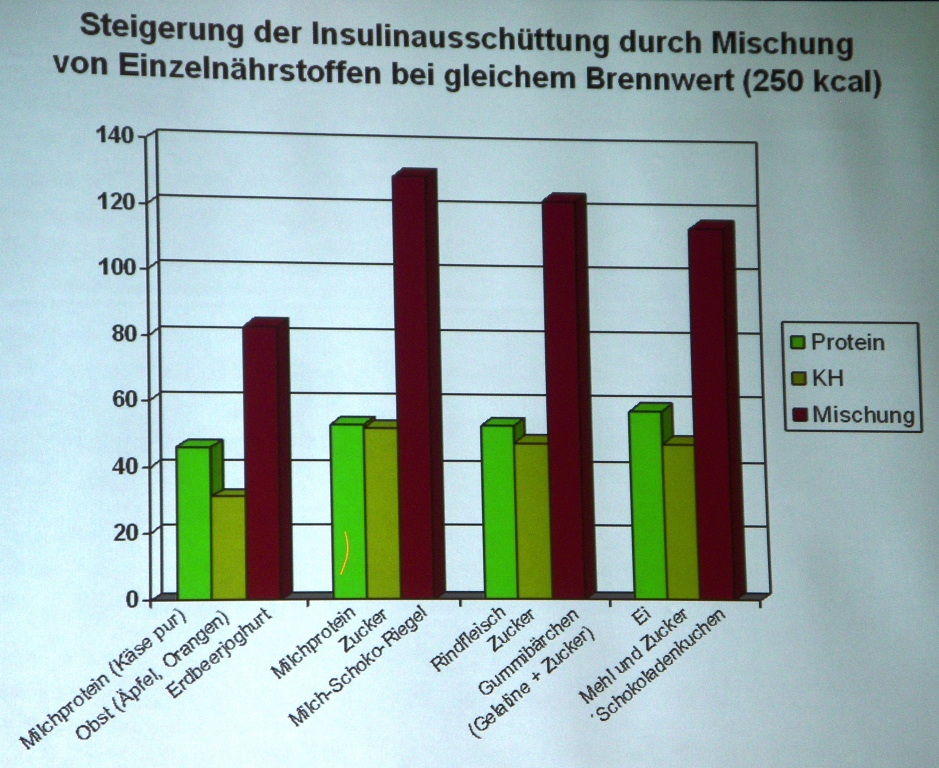 Steigerung der Insulinausschüttung durch Mischung
von Einzelnährstoffen bei gleichem Brennwert (250 kcal)
140
120
100
80
60
40
20
0
Protein
KH
Mischung
Milchprotein (Käse pur)
Obst (Äpfel, Orangen)
Erdbeerjoghurt
Milchprotein
Zucker
Milch-Schoko-Riegel
Rindfleisch
Zucker
Gummibärchen
(Gelatine + Zucker)
Ei
Mehl und Zucker
Schokoladenkuchen